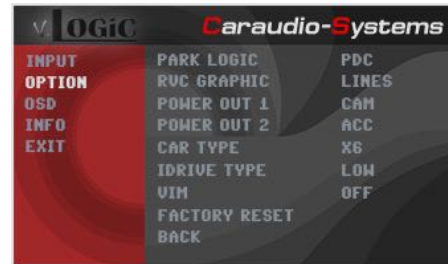 v.LOGiC Caraudio-Systems
INPUT PARK LOGIC PDC
OPTION RVC GRAPHIC LINES
OSD POWER OUT 1 CAM
INFO POWER OUT 2 ACC
EXIT CAR TYPE X6
IDRIVE TYPE LOW
VIM OFF
FACTORY RESET
BACK